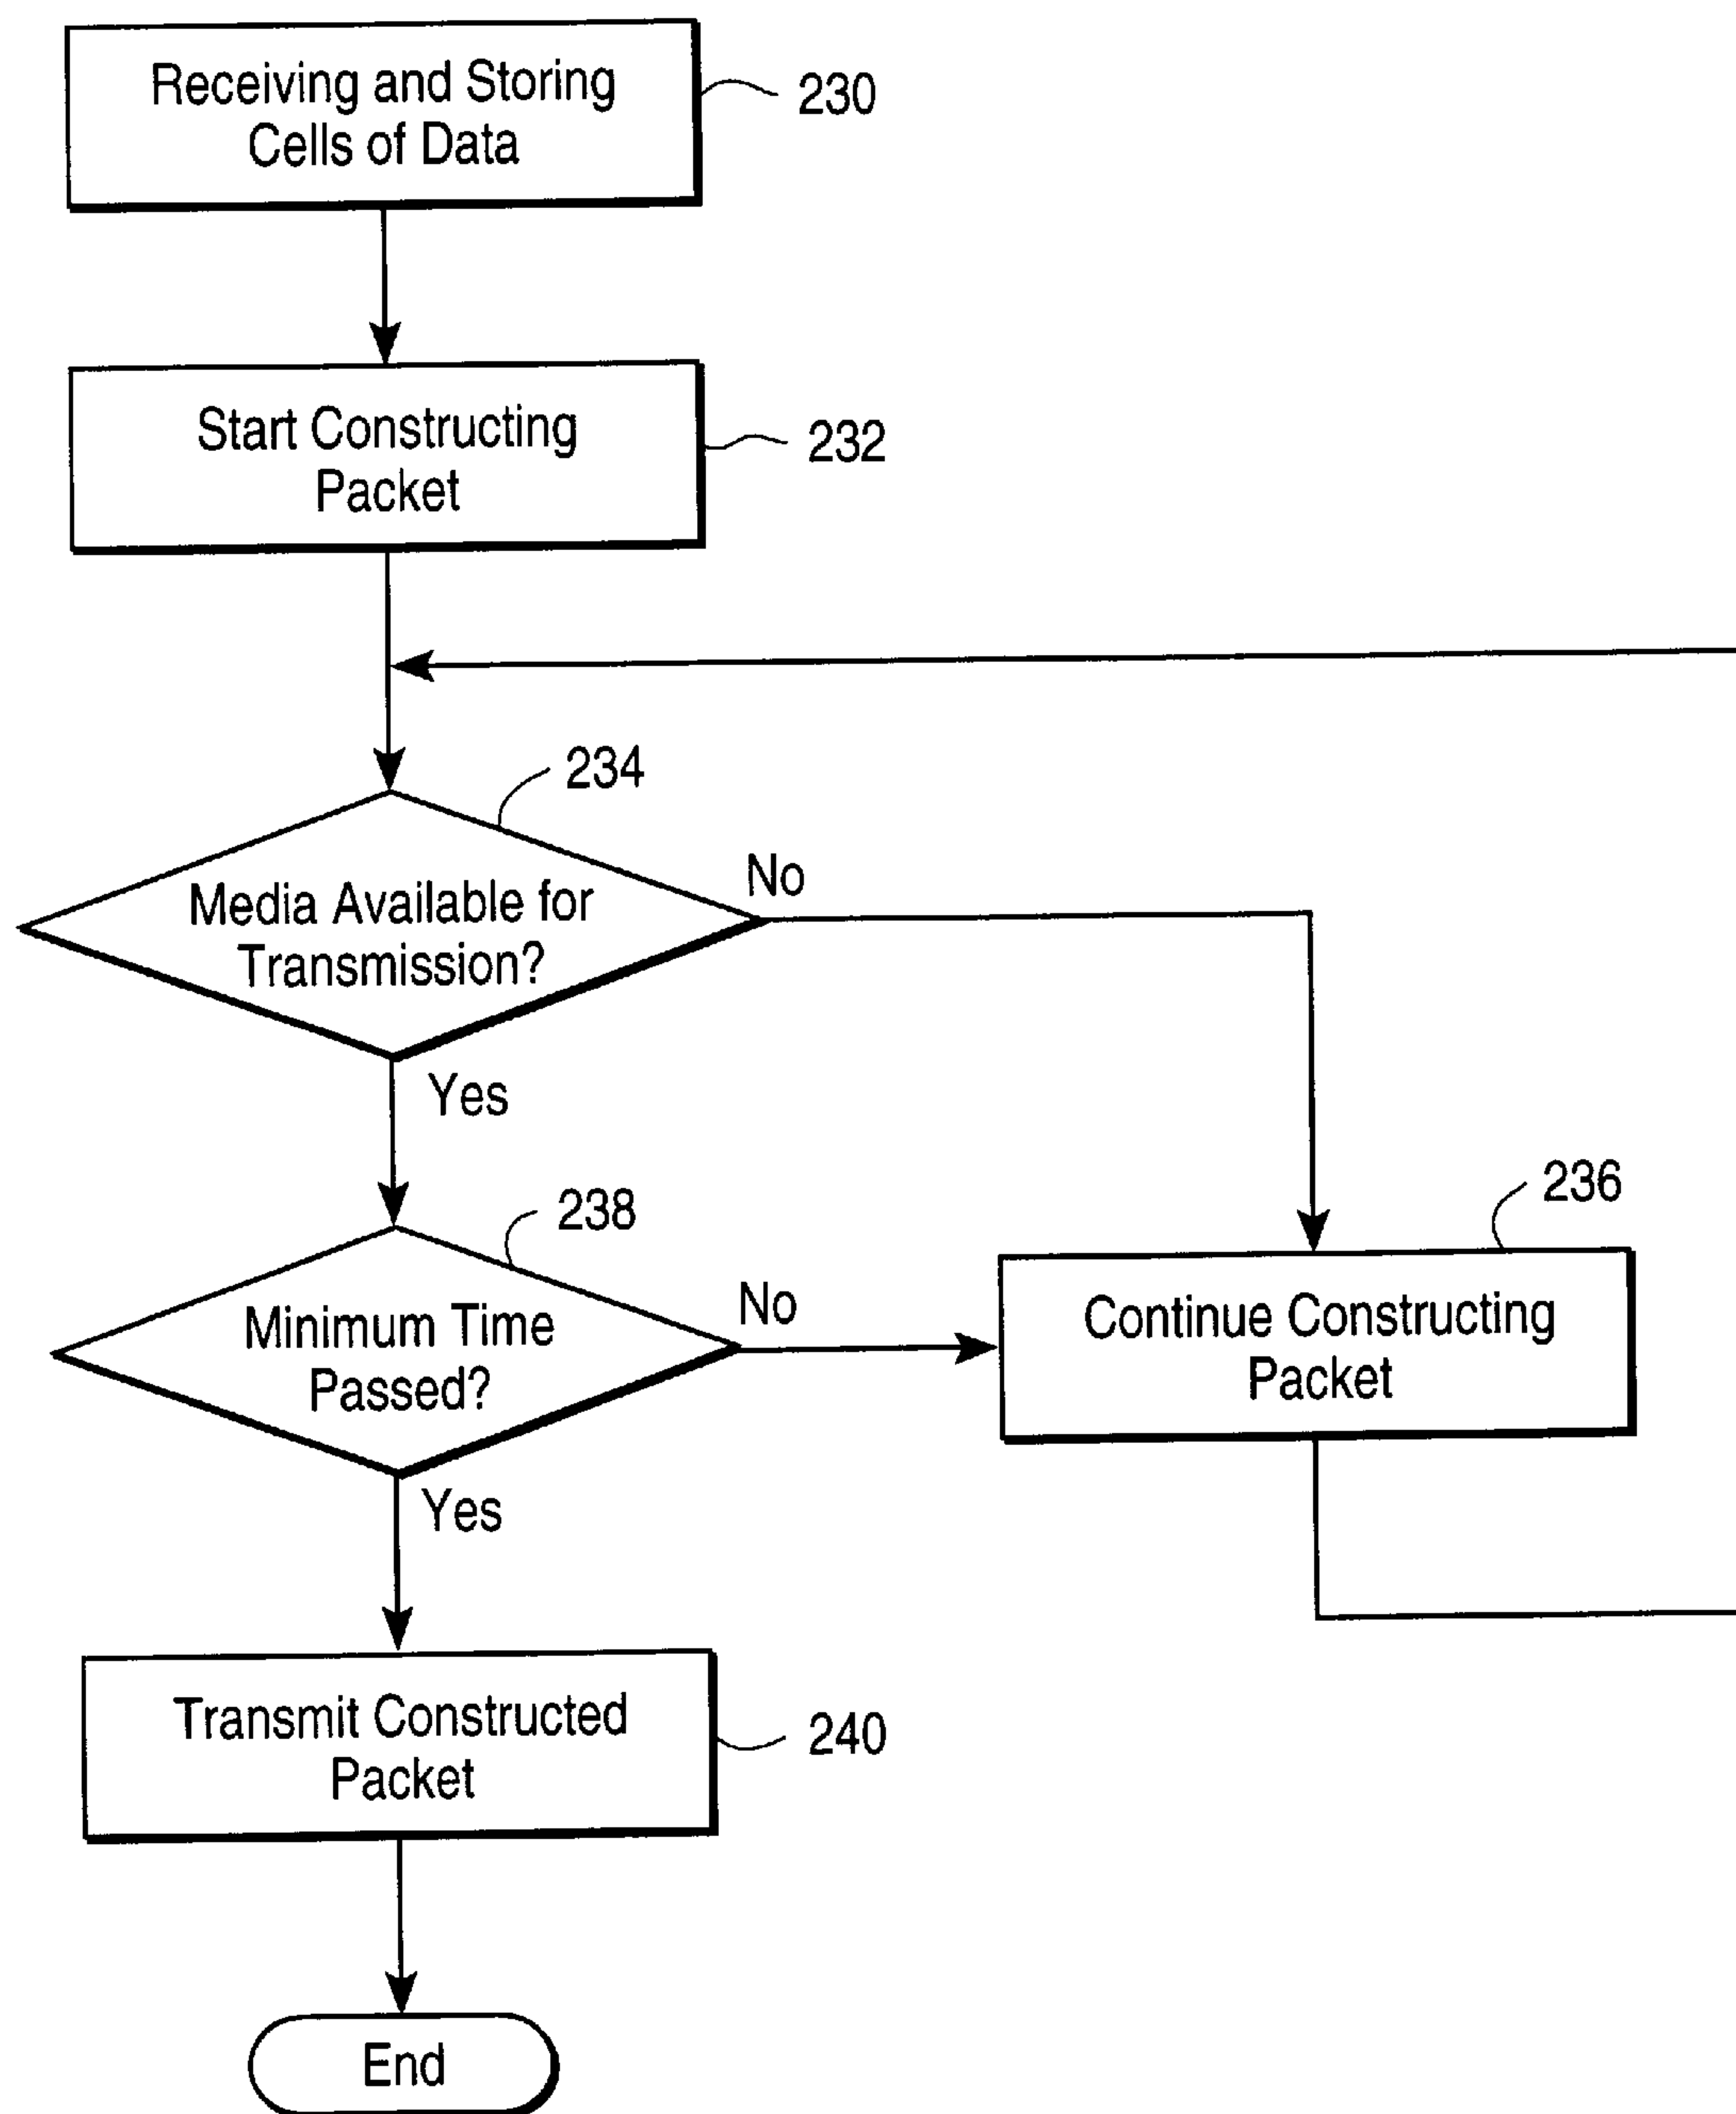 Receiving and Storing
Cells of Data
230
Start Constructing
Packet
232
234
Media Available for
Transmission?
No
Yes
236
238
Minimum Time
Passed?
No
Continue Constructing
Packet
Yes
Transmit Constructed
Packet
240
End